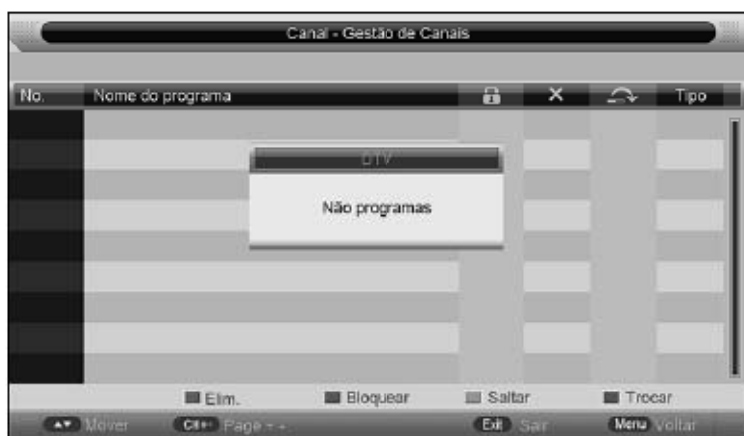 Canal - Gestão de Canais
No. Nome do programa Tipo
DTV
Não programas
Elim. Bloquear Saltar Trocar
Mover CH+- Page + - Exit Sair Menu Voltar